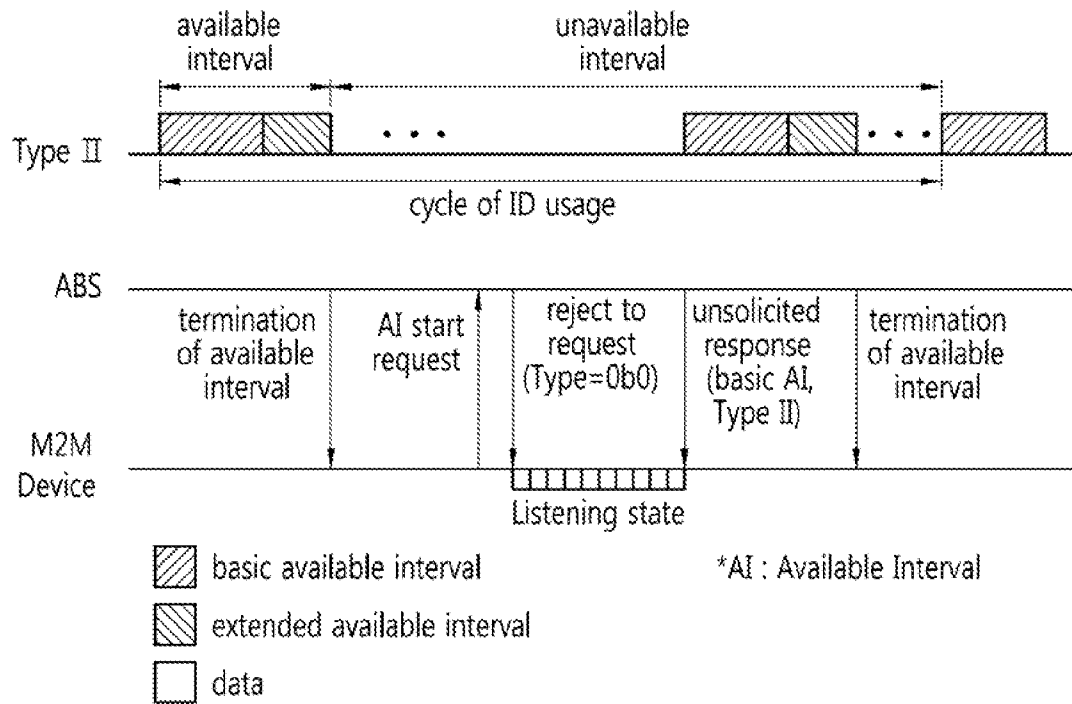 available
interval
unavailable
interval
Type Ⅱ
• • •
• • •
cycle of ID usage
ABS
termination
of available
interval
AI start
request
reject to
request
(Type=0b0)
unsolicited
response
(basic AI,
Type Ⅱ)
termination
of available
interval
M2M
Device
Listening state
basic available interval
*AI : Available Interval
extended available interval
data